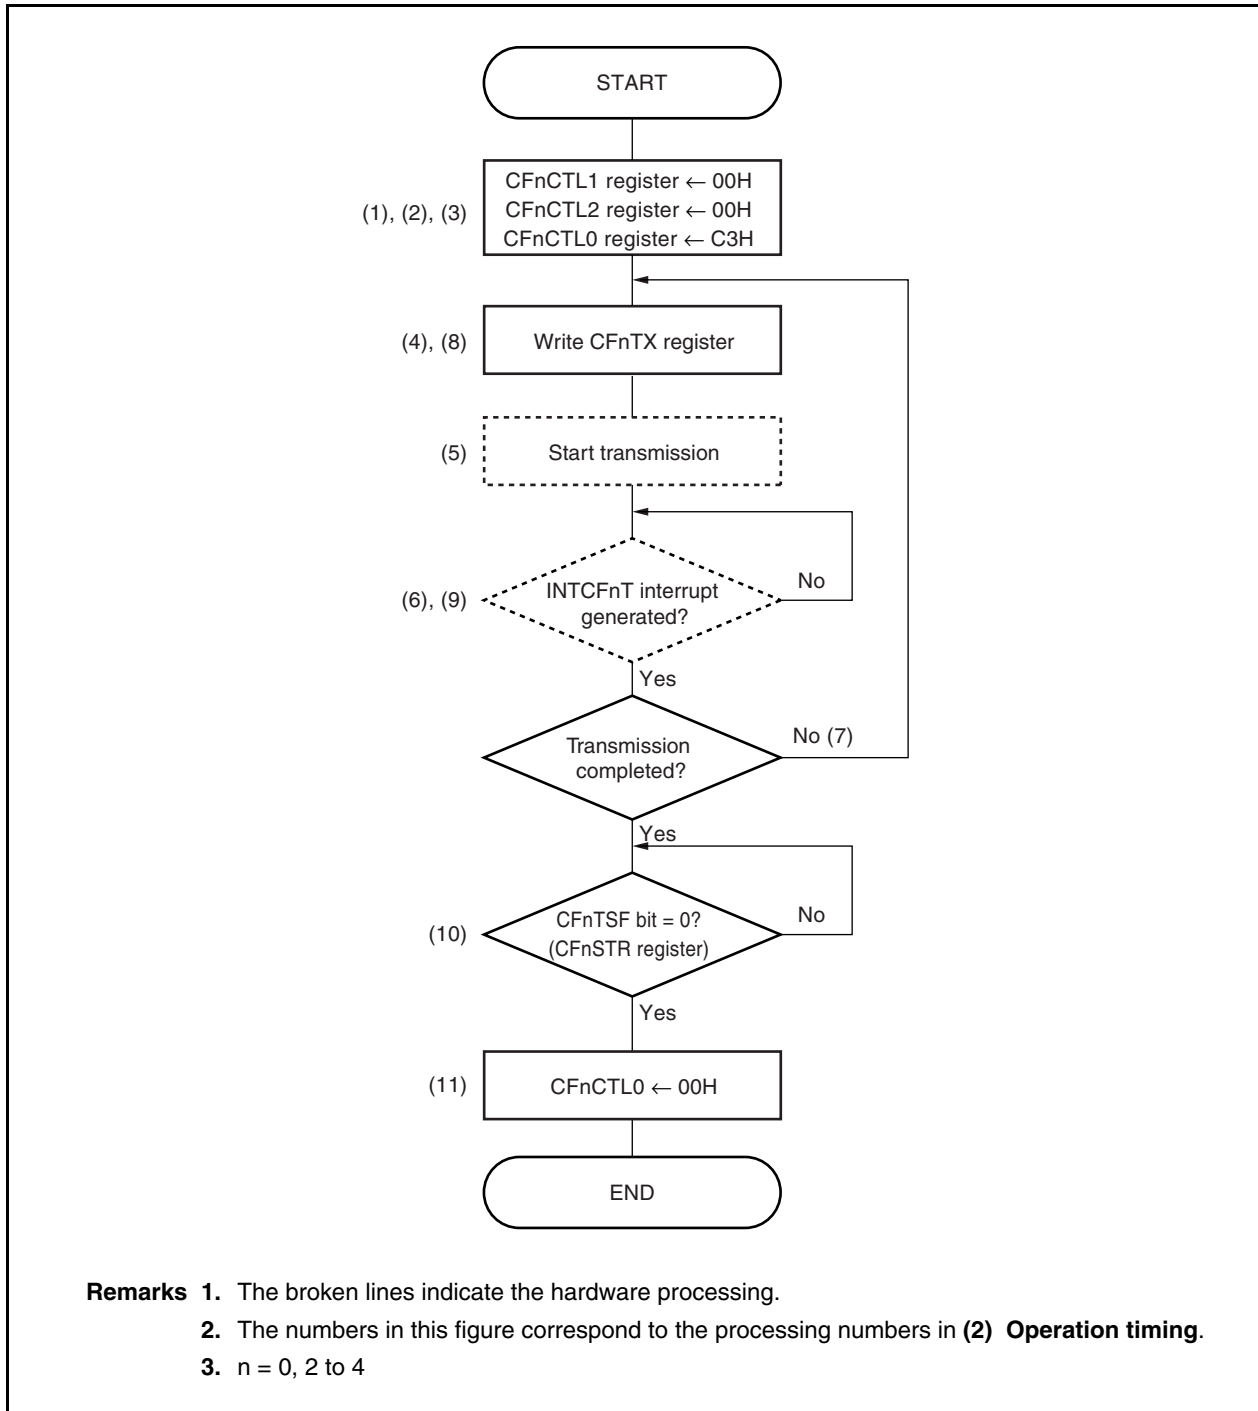 START
(1), (2), (3)
CFnCTL1 register ← 00H
CFnCTL2 register ← 00H
CFnCTL0 register ← C3H
(4), (8)
Write CFnTX register
(5)
Start transmission
(6), (9)
INTCFnT interrupt
generated?
No
Yes
Transmission
completed?
No (7)
Yes
(10)
CFnTSF bit = 0?
(CFnSTR register)
No
Yes
(11)
CFnCTL0 ← 00H
END
Remarks 1. The broken lines indicate the hardware processing.
2. The numbers in this figure correspond to the processing numbers in (2) Operation timing.
3. n = 0, 2 to 4